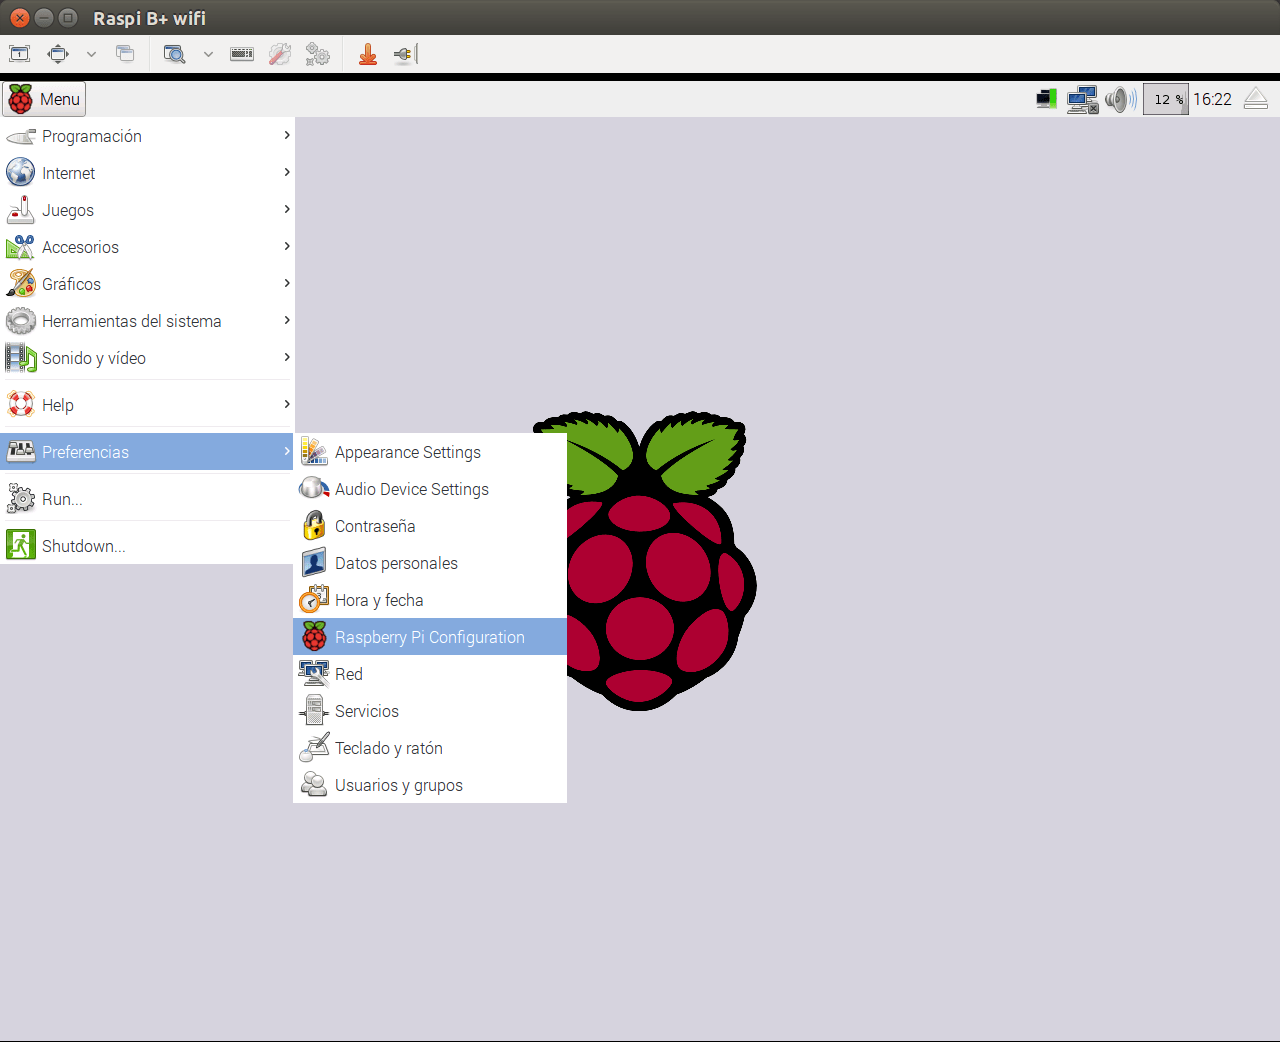 Raspi B+ wifi
1
Menu
12 %
16:22
Programación
Internet
Juegos
Accesorios
Gráficos
Herramientas del sistema
Sonido y vídeo
Help
Preferencias
Run...
Shutdown...
Appearance Settings
Audio Device Settings
Contraseña
Datos personales
Hora y fecha
Raspberry Pi Configuration
Red
Servicios
Teclado y ratón
Usuarios y grupos